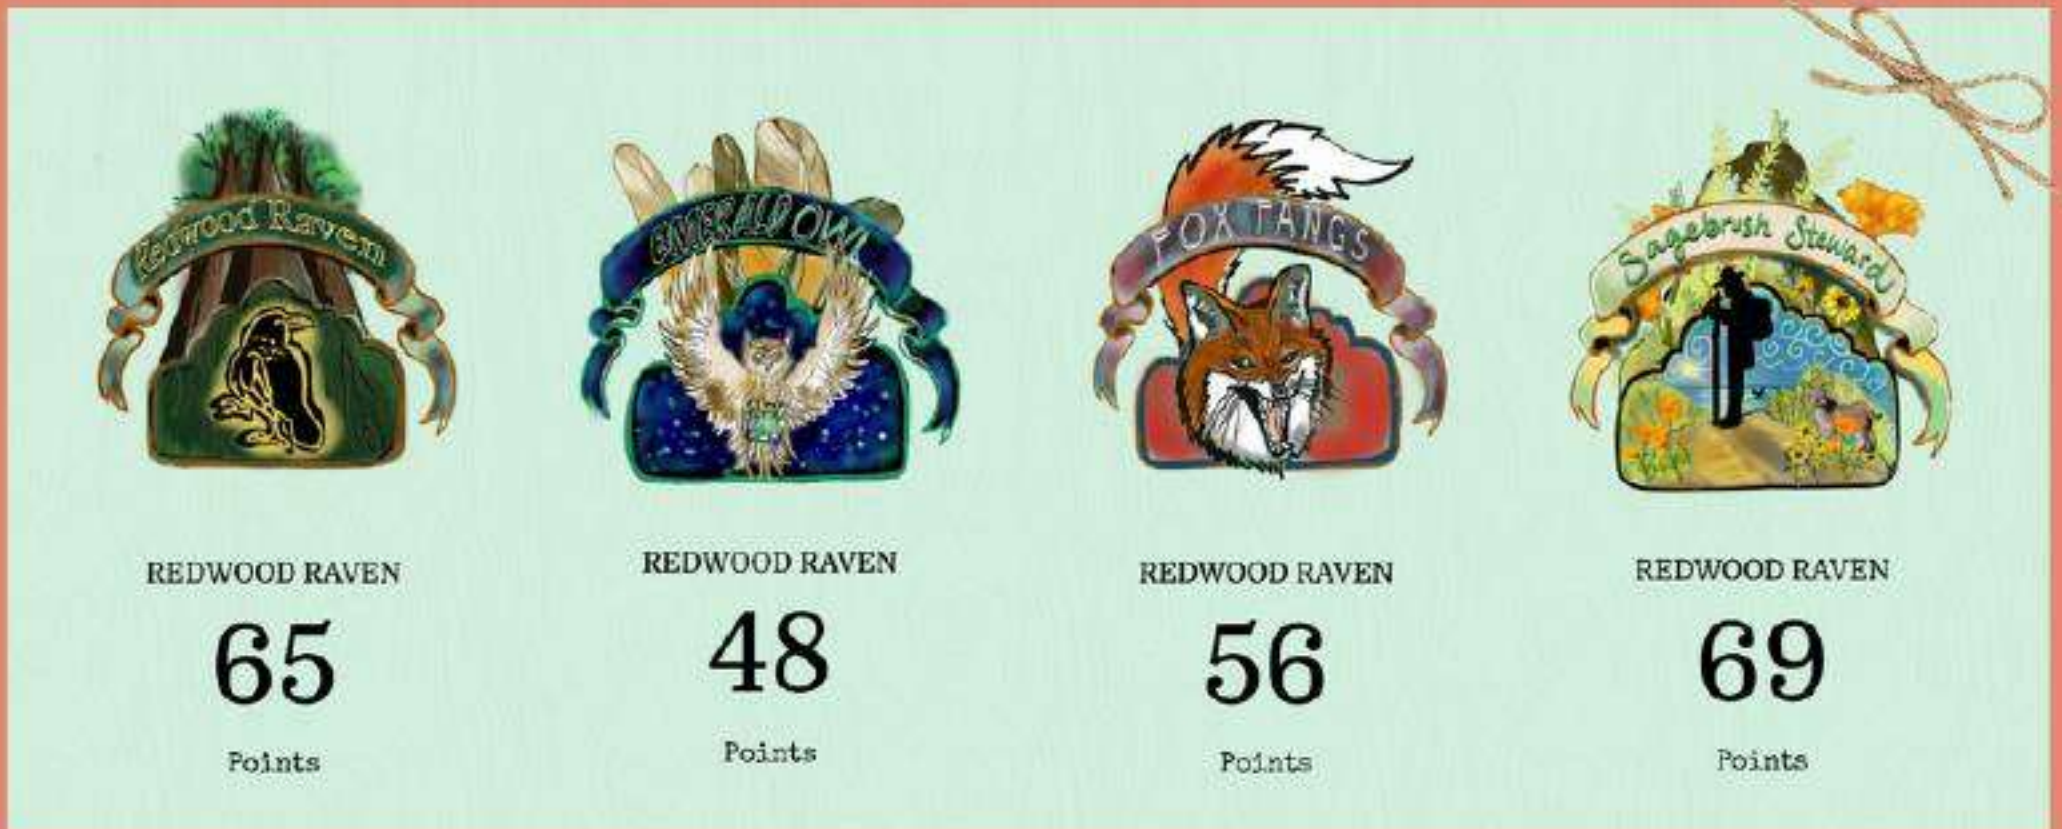 Redwood Raven
EMERALD OWL
FOX FANGS
Sagebrush Steward
REDWOOD RAVEN
65
Points
REDWOOD RAVEN
48
Points
REDWOOD RAVEN
56
Points
REDWOOD RAVEN
69
Points